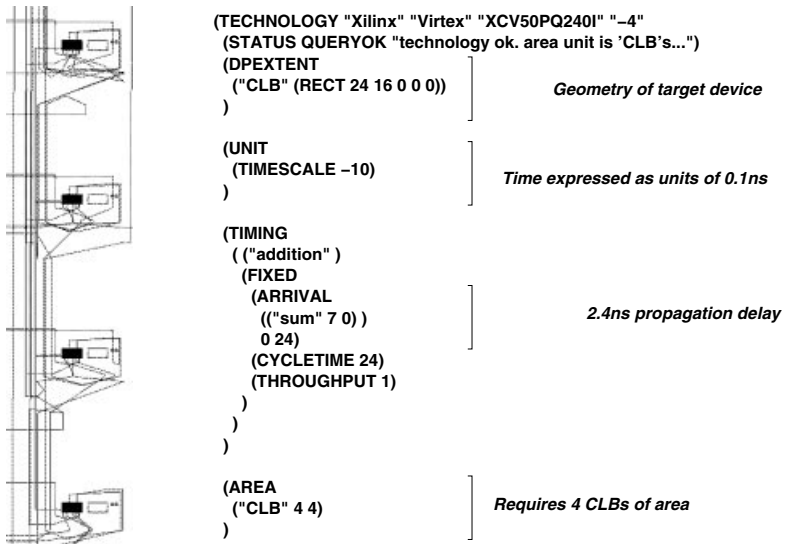 (TECHNOLOGY "Xilinx" "Virtex" "XCV50PQ240I" "–4"
(STATUS QUERYOK "technology ok. area unit is 'CLB's...")
(DPEXTENT
("CLB" (RECT 24 16 0 0 0))
)
Geometry of target device
(UNIT
(TIMESCALE –10)
)
Time expressed as units of 0.1ns
(TIMING
( ("addition" )
(FIXED
(ARRIVAL
(("sum" 7 0) )
0 24)
2.4ns propagation delay
(CYCLETIME 24)
(THROUGHPUT 1)
)
)
)
(AREA
("CLB" 4 4)
)
Requires 4 CLBs of area